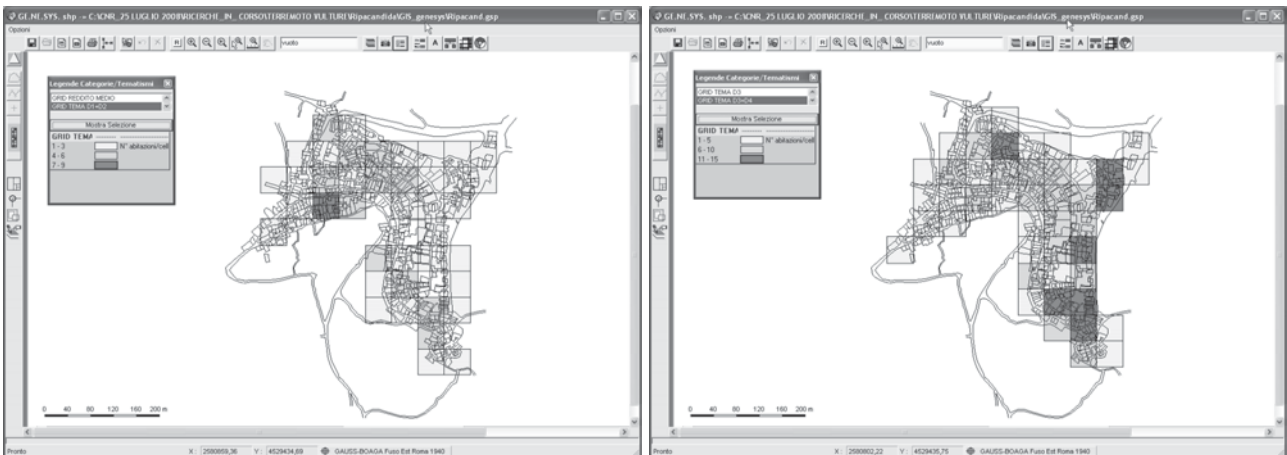 GE.NE.SYS. shp -> C:\CNR_25 LUGLIO 2008\RICERCHE_IN_CORSO\TERREMOTO VULTURE\Ripacandida\GIS_genesys\Ripacand.gsp
Opzioni
vuoto
Legende Categorie/Tematismi
GRID REDDITO MEDIO
GRID TEMA D1+D2
Mostra Selezione
GRID TEMA
1 - 3 N° abitazioni/cell
4 - 6
7 - 9
0 40 80 120 160 200 m
Pronto X: 2580859,36 Y: 4529434,69 GAUSS-BOAGA Fuso Est Roma 1940
GE.NE.SYS. shp -> C:\CNR_25 LUGLIO 2008\RICERCHE_IN_CORSO\TERREMOTO VULTURE\Ripacandida\GIS_genesys\Ripacand.gsp
Opzioni
vuoto
Legende Categorie/Tematismi
GRID TEMA D3
GRID TEMA D3+D4
Mostra Selezione
GRID TEMA
1 - 5 N° abitazioni/cell
6 - 10
11 - 15
0 40 80 120 160 200 m
Pronto X: 2580802,22 Y: 4529435,75 GAUSS-BOAGA Fuso Est Roma 1940